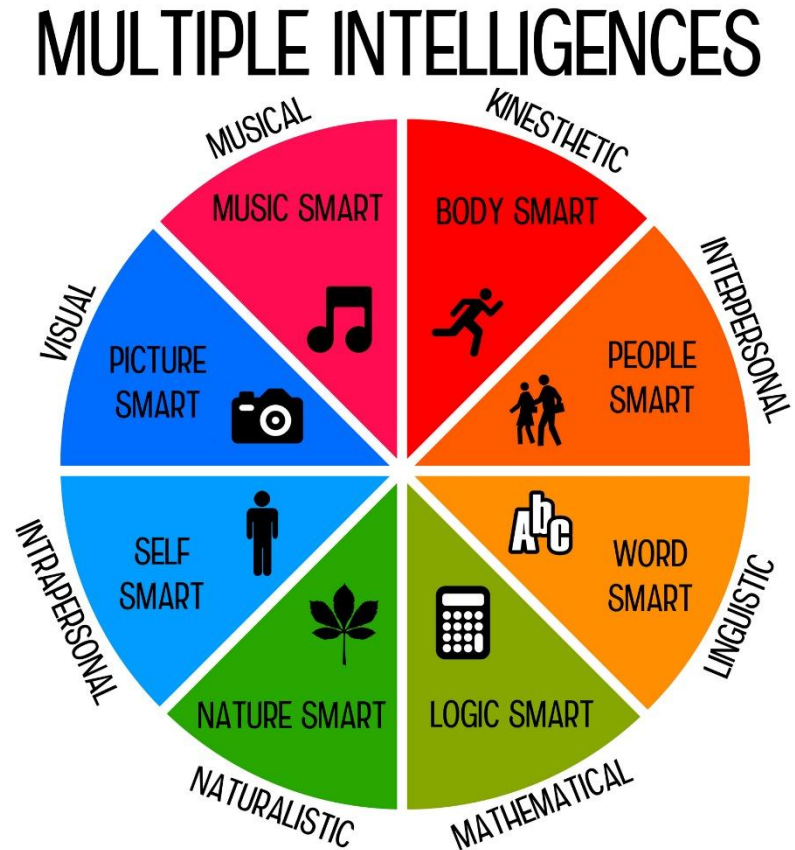 MULTIPLE INTELLIGENCES
MUSICAL
MUSIC SMART
KINESTHETIC
BODY SMART
INTERPERSONAL
PEOPLE
SMART
LINGUISTIC
Abc
WORD
SMART
MATHEMATICAL
LOGIC SMART
NATURALISTIC
NATURE SMART
INTRAPERSONAL
SELF
SMART
VISUAL
PICTURE
SMART